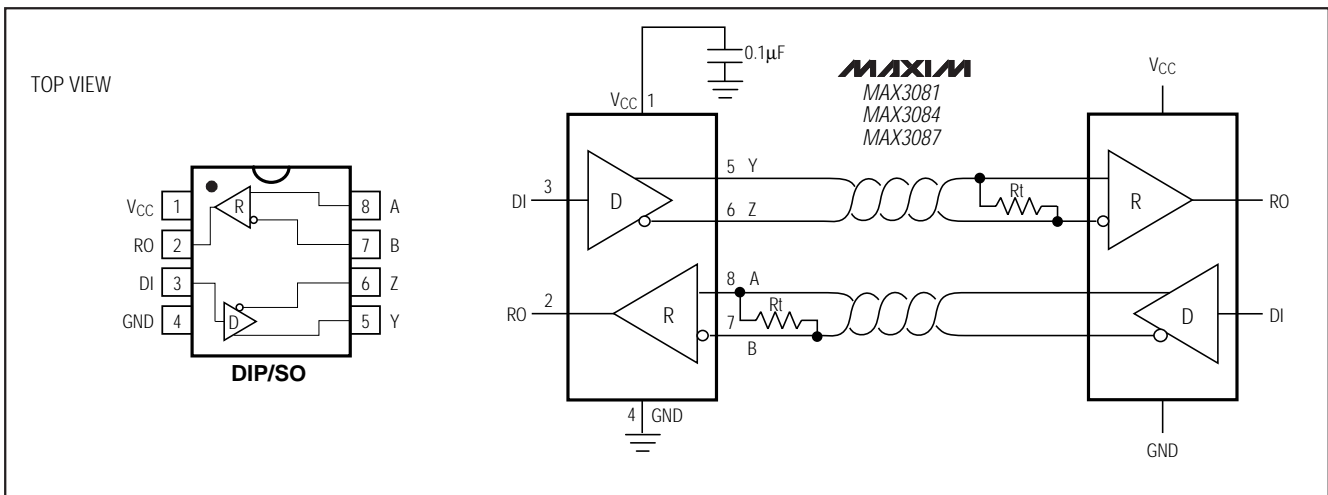 TOP VIEW
VCC 1
RO 2
DI 3
GND 4
8 A
7 B
6 Z
5 Y
R
D
DIP/SO
0.1µF
MAXIM
MAX3081
MAX3084
MAX3087
VCC 1
DI 3
D
5 Y
6 Z
Rt
R
RO
VCC
RO 2
R
8 A
7
B
Rt
D
DI
4 GND
GND